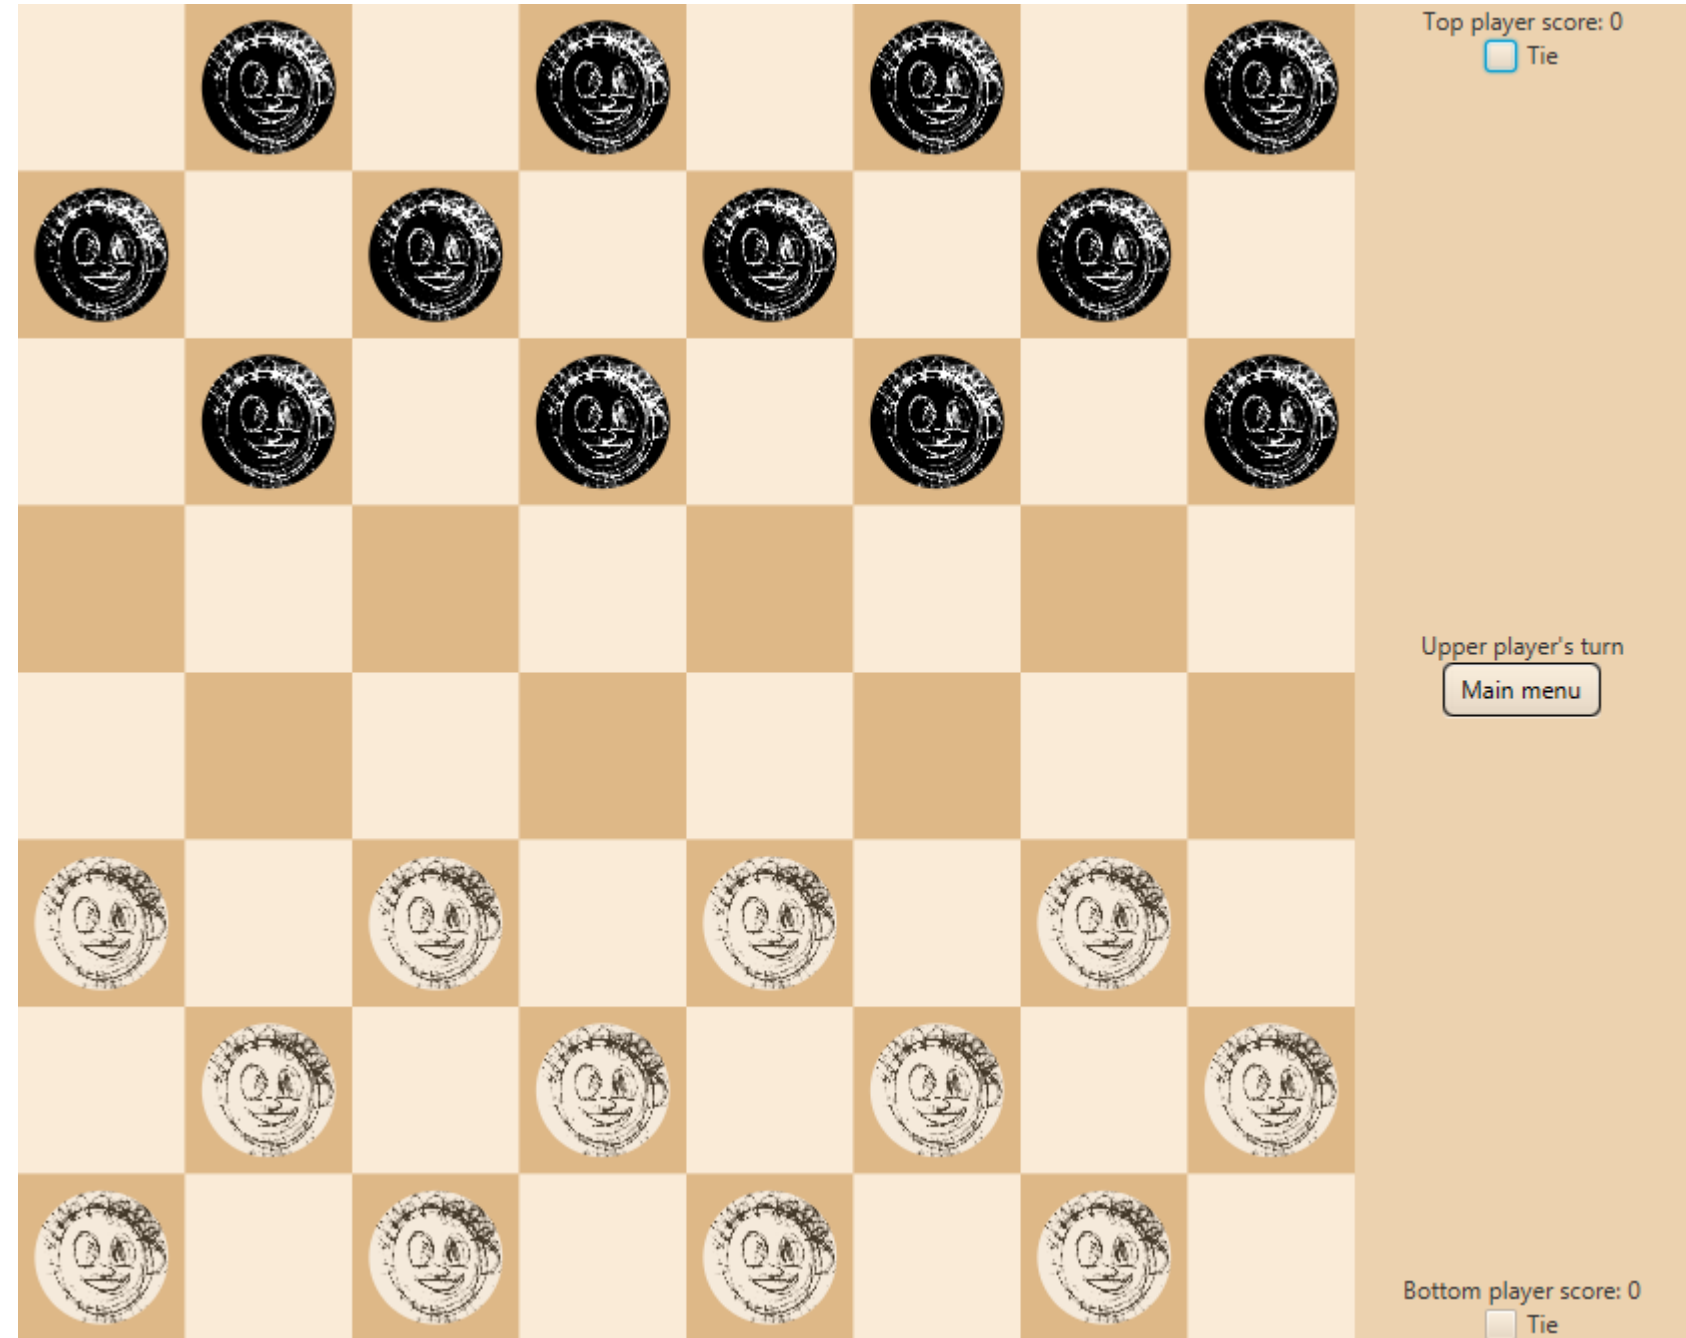 Top player score: 0
Tie
Upper player's turn
Main menu
Bottom player score: 0
Tie